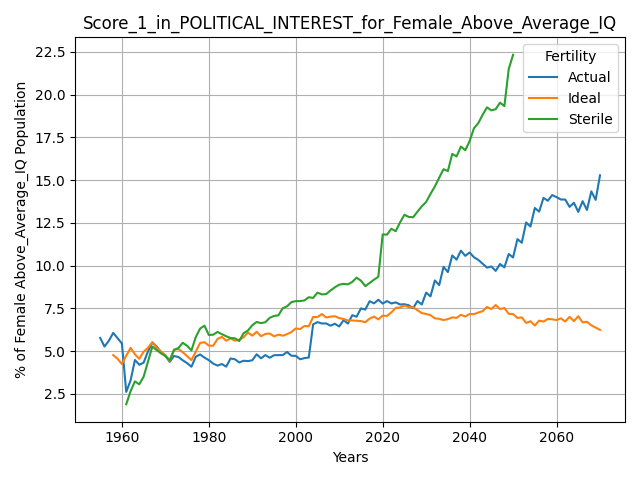 Score_1_in_POLITICAL_INTEREST_for_Female_Above_Average_IQ
% of Female Above_Average_IQ Population
22.5
20.0
17.5
15.0
12.5
10.0
7.5
5.0
2.5
Fertility
Actual
Ideal
Sterile
1960 1980 2000 2020 2040 2060
Years